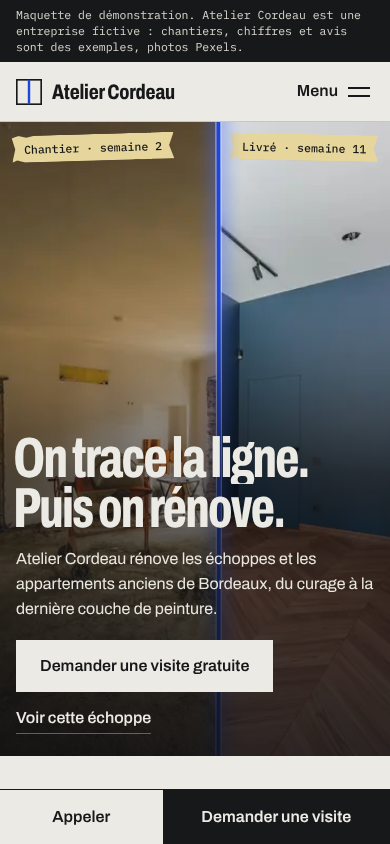 Maquette de démonstration. Atelier Cordeau est une
entreprise fictive : chantiers, chiffres et avis
sont des exemples, photos Pexels.
Atelier Cordeau
Menu
Chantier · semaine 2
Livré · semaine 11
On trace la ligne.
Puis on rénove.
Atelier Cordeau rénove les échoppes et les
appartements anciens de Bordeaux, du curage à la
dernière couche de peinture.
Demander une visite gratuite
Voir cette échoppe
Appeler
Demander une visite